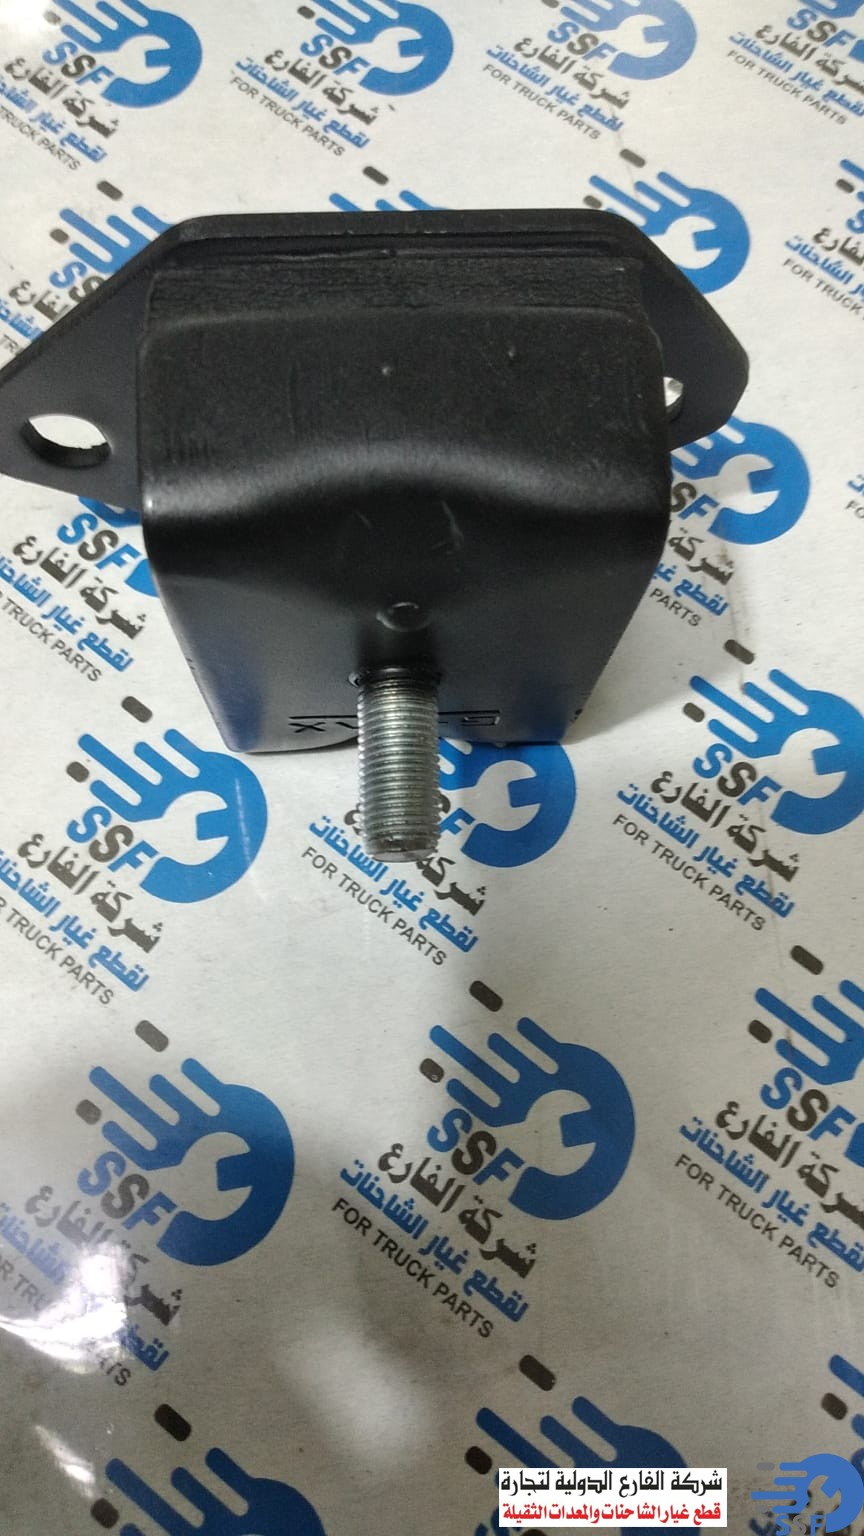 SSF
شركة الفارع
لقطع غيار الشاحنات
FOR TRUCK PARTS
SSF
شركة الفارع
لقطع غيار الشاحنات
FOR TRUCK PARTS
SSF
شركة الفارع
لقطع غيار الشاحنات
FOR TRUCK PARTS
SSF
شركة الفارع
لقطع غيار الشاحنات
FOR TRUCK PARTS
SSF
شركة الفارع
لقطع غيار الشاحنات
FOR TRUCK PARTS
SSF
شركة الفارع
لقطع غيار الشاحنات
FOR TRUCK PARTS
شركة الفارع
لقطع غيار الشاحنات
FOR TRUCK PARTS
SSF
شركة الفارع
لقطع غيار الشاحنات
FOR TRUCK PARTS
SSF
شركة الفارع
لقطع غيار الشاحنات
FOR TRUCK PARTS
SSF
شركة الفارع
لقطع غيار الشاحنات
FOR TRUCK PARTS
شركة الفارع الدولية لتجارة
قطع غيار الشاحنات والمعدات الثقيلة
SSF